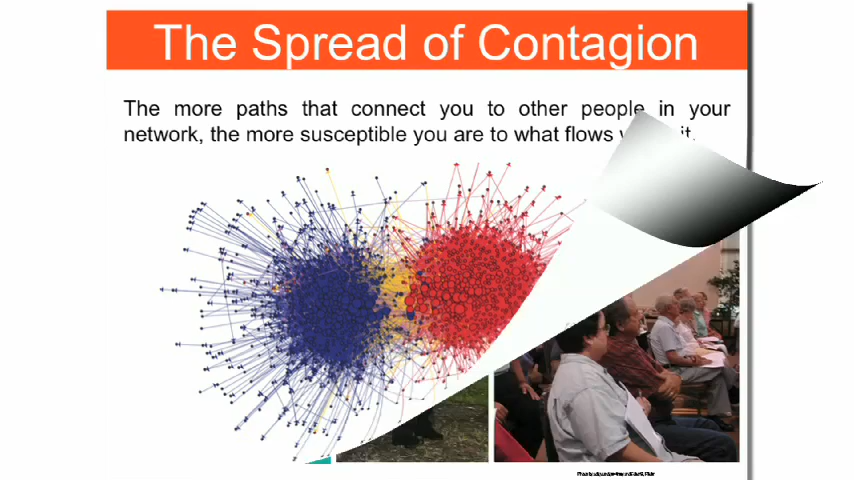 The Spread of Contagion
The more paths that connect you to other people in your
network, the more susceptible you are to what flows it.